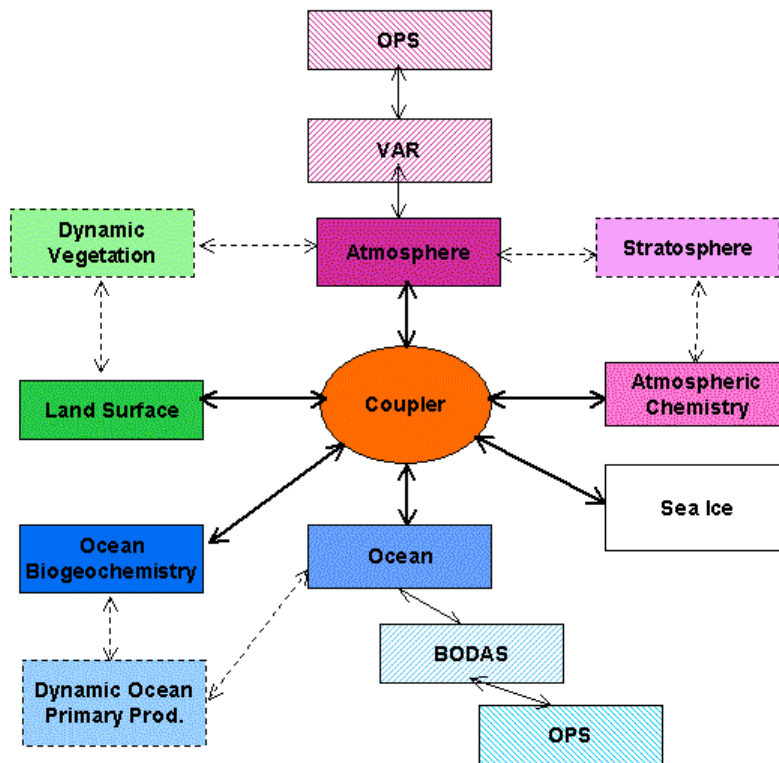 OPS
VAR
Dynamic
Vegetation
Atmosphere
Stratosphere
Land Surface
Coupler
Atmospheric
Chemistry
Sea Ice
Ocean
Biogeochemistry
Ocean
BODAS
Dynamic Ocean
Primary Prod.
OPS